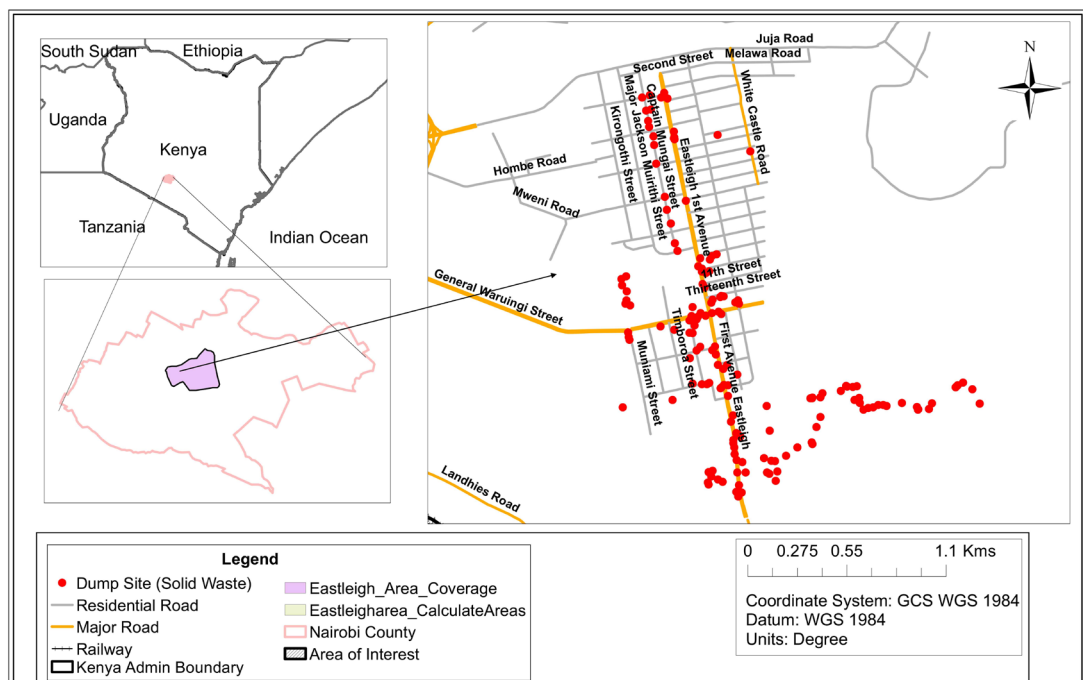 South Sudan
Ethiopia
Uganda
Kenya
Tanzania
Indian Ocean
Juja Road
Melawa Road
Second Street
White Castle Road
Captain Mungai Street
Major Jackson Muirithi Street
Kirongothi Street
Eastleigh 1st Avenue
Hombe Road
Mweni Road
11th Street
Thirteenth Street
General Waruingi Street
Timboroa Street
First Avenue Eastleigh
Muniami Street
Landhies Road
N
Legend
Dump Site (Solid Waste)
Residential Road
Major Road
Railway
Kenya Admin Boundary
Eastleigh_Area_Coverage
Eastleigharea_CalculateAreas
Nairobi County
Area of Interest
0 0.275 0.55 1.1 Kms
Coordinate System: GCS WGS 1984
Datum: WGS 1984
Units: Degree